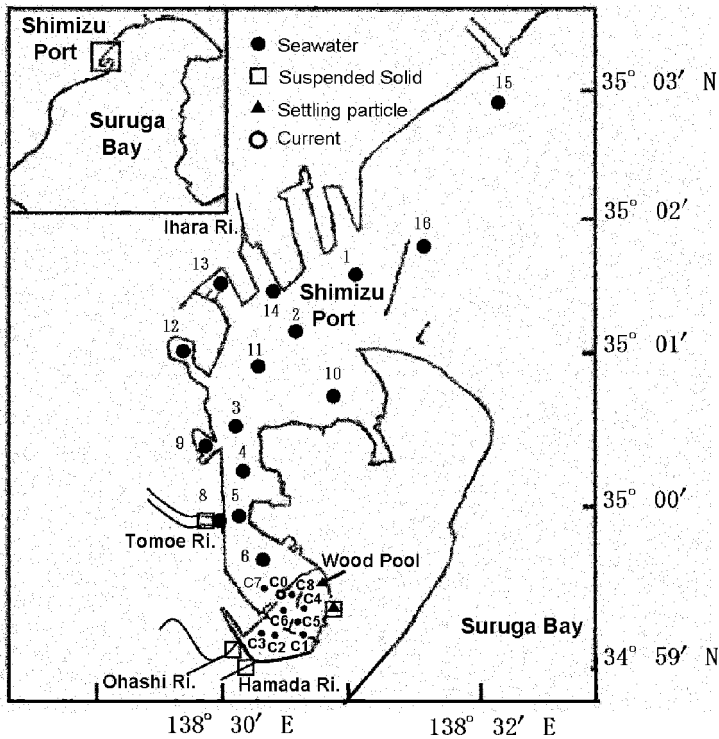 Shimizu
Port
Suruga
Bay
Seawater
Suspended Solid
Settling particle
Current
15
35° 03′ N
Ihara Ri.
35° 02′
16
13
1
14
Shimizu
Port
2
12
11
35° 01′
10
3
9
4
8
5
35° 00′
Tomoe Ri.
6
Wood Pool
C7
C0
C8
C4
C6
C5
C3
C2
C1
Suruga Bay
Ohashi Ri.
Hamada Ri.
34° 59′ N
138° 30′ E
138° 32′ E